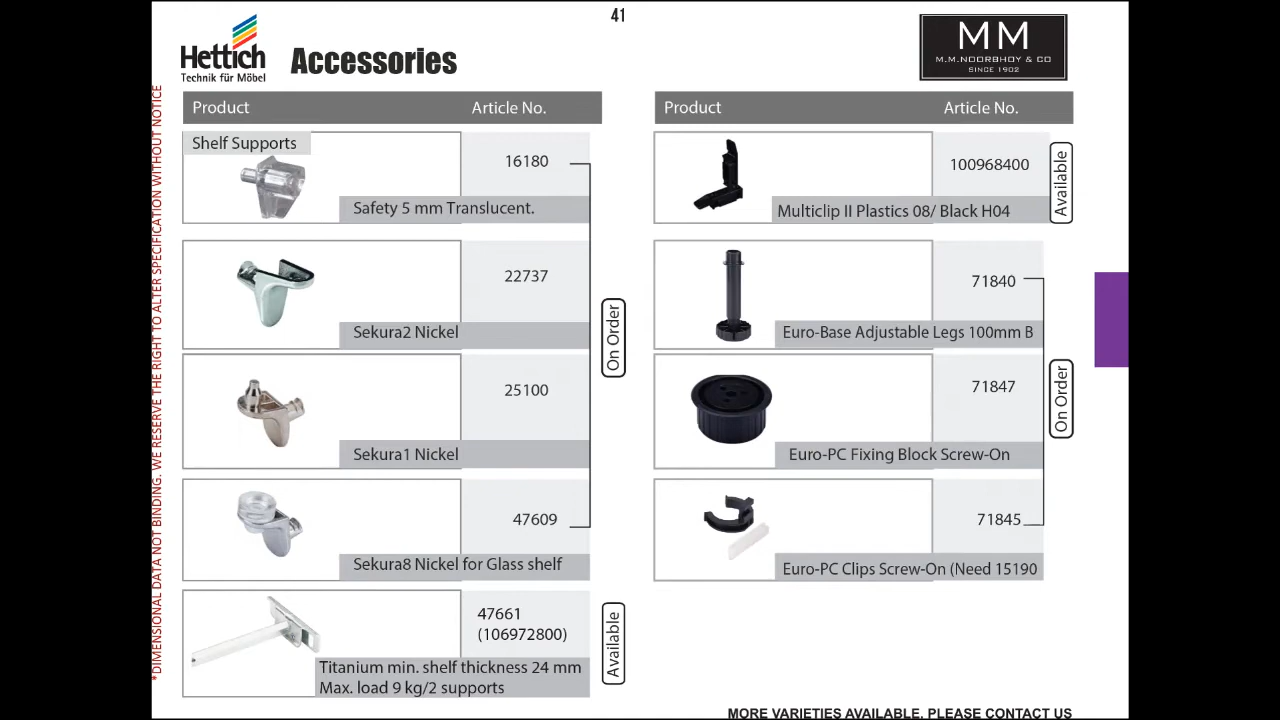 41
Hettich
Technik für Möbel
Accessories
MM
M.M.NOORBHOY & CO
SINCE 1902
*DIMENSIONAL DATA NOT BINDING. WE RESERVE THE RIGHT TO ALTER SPECIFICATION WITHOUT NOTICE
Product Article No.
Shelf Supports
16180
Safety 5 mm Translucent.
22737
Sekura2 Nickel
25100
Sekura1 Nickel
47609
Sekura8 Nickel for Glass shelf
On Order
47661
(106972800)
Titanium min. shelf thickness 24 mm
Max. load 9 kg/2 supports
Available
Product Article No.
100968400
Multiclip II Plastics 08/ Black H04
Available
71840
Euro-Base Adjustable Legs 100mm B
71847
Euro-PC Fixing Block Screw-On
71845
Euro-PC Clips Screw-On (Need 15190
On Order
MORE VARIETIES AVAILABLE. PLEASE CONTACT US